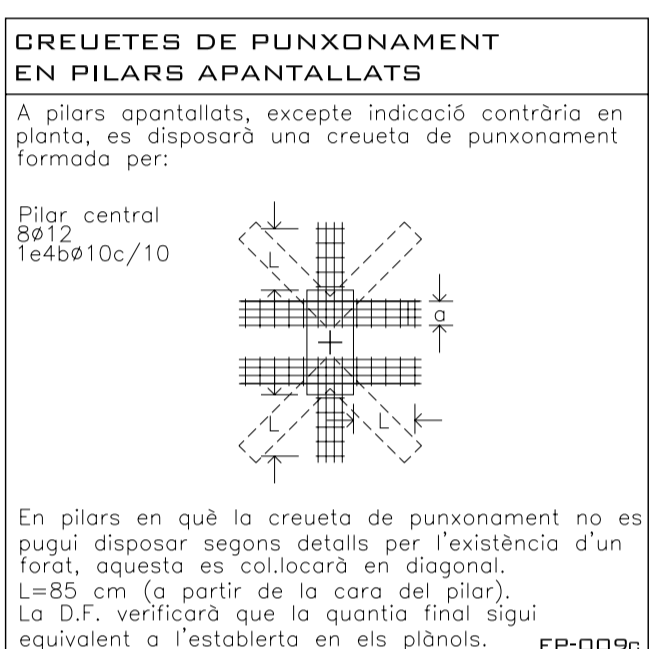 CREUETES DE PUNXONAMENT
EN PILARS APANTALLATS
A pilars apantallats, excepte indicació contrària en
planta, es disposarà una creueta de punxonament
formada per:
Pilar central
8ø12
1e4bø10c/10
L
a
L
L
En pilars en què la creueta de punxonament no es
pugui disposar segons detalls per l'existència d'un
forat, aquesta es col.locarà en diagonal.
L=85 cm (a partir de la cara del pilar).
La D.F. verificarà que la quantia final sigui
equivalent a l'establerta en els plànols.
FP-009c